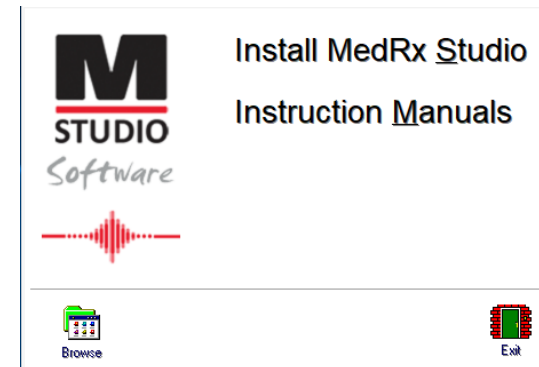 M
STUDIO
Software
Install MedRx Studio
Instruction Manuals
Browse
Exit